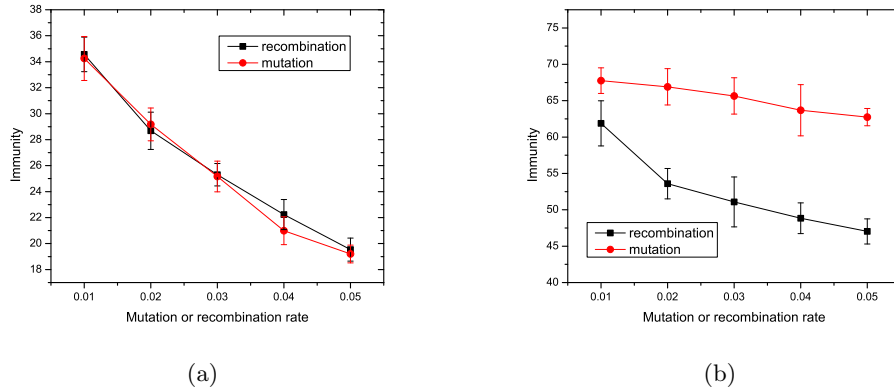 36
34
32
30
28
26
24
22
20
18
Immunity
recombination
mutation
0.01 0.02 0.03 0.04 0.05
Mutation or recombination rate
(a)
75
70
65
60
55
50
45
40
Immunity
recombination
mutation
0.01 0.02 0.03 0.04 0.05
Mutation or recombination rate
(b)